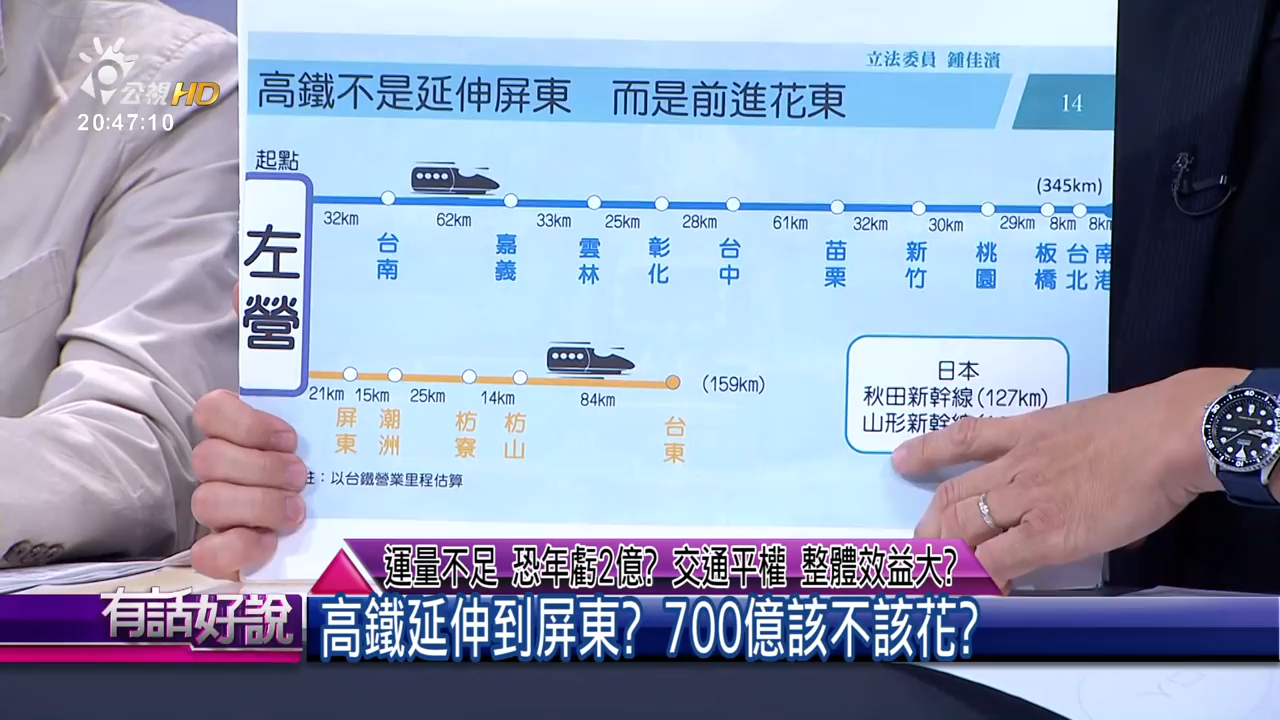 公視HD
20:47:10
立法委員 鍾佳濱
高鐵不是延伸屏東 而是前進花東
14
起點
左營
(345km)
32km 62km 33km 25km 28km 61km 32km 30km 29km 8km 8km
台南 嘉義 雲林 彰化 台中 苗栗 新竹 桃園 板橋 台北 南港
(159km)
21km 15km 25km 14km 84km
屏東 潮洲 枋寮 枋山 台東
日本
秋田新幹線(127km)
山形新幹線
註:以台鐵營業里程估算
運量不足 恐年虧2億? 交通平權 整體效益大?
有話好說
高鐵延伸到屏東? 700億該不該花?